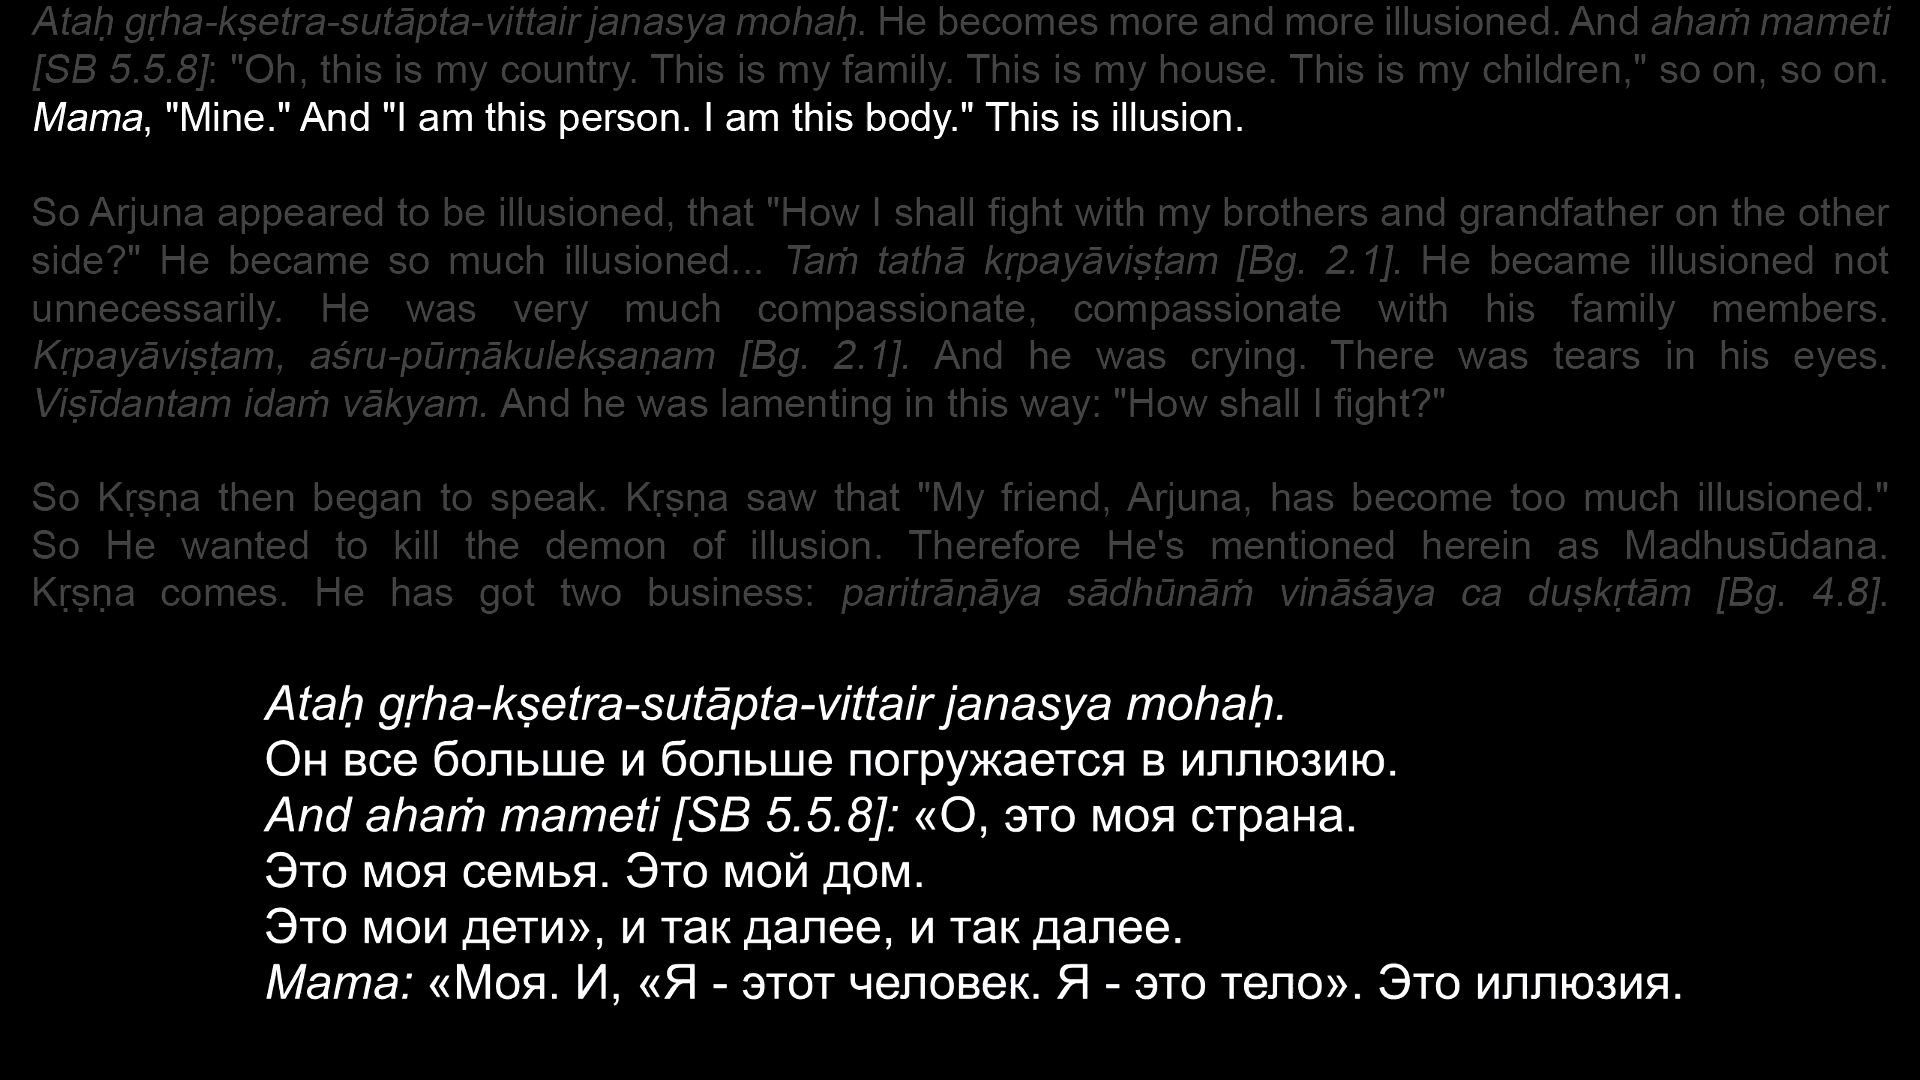 Ataḥ gṛha-kṣetra-sutāpta-vittair janasya mohaḥ. He becomes more and more illusioned. And ahaṁ mameti
[SB 5.5.8]: "Oh, this is my country. This is my family. This is my house. This is my children," so on, so on.
Mama, "Mine." And "I am this person. I am this body." This is illusion.
So Arjuna appeared to be illusioned, that "How I shall fight with my brothers and grandfather on the other
side?" He became so much illusioned... Taṁ tathā kṛpayāviṣṭam [Bg. 2.1]. He became illusioned not
unnecessarily. He was very much compassionate, compassionate with his family members.
Kṛpayāviṣṭam, aśru-pūrṇākulekṣaṇam [Bg. 2.1]. And he was crying. There was tears in his eyes.
Viṣīdantam idaṁ vākyam. And he was lamenting in this way: "How shall I fight?"
So Kṛṣṇa then began to speak. Kṛṣṇa saw that "My friend, Arjuna, has become too much illusioned."
So He wanted to kill the demon of illusion. Therefore He's mentioned herein as Madhusūdana.
Kṛṣṇa comes. He has got two business: paritrāṇāya sādhūnāṁ vināśāya ca duṣkṛtām [Bg. 4.8].
Ataḥ gṛha-kṣetra-sutāpta-vittair janasya mohaḥ.
Он все больше и больше погружается в иллюзию.
And ahaṁ mameti [SB 5.5.8]: «О, это моя страна.
Это моя семья. Это мой дом.
Это мои дети», и так далее, и так далее.
Mama: «Моя. И, «Я - этот человек. Я - это тело». Это иллюзия.